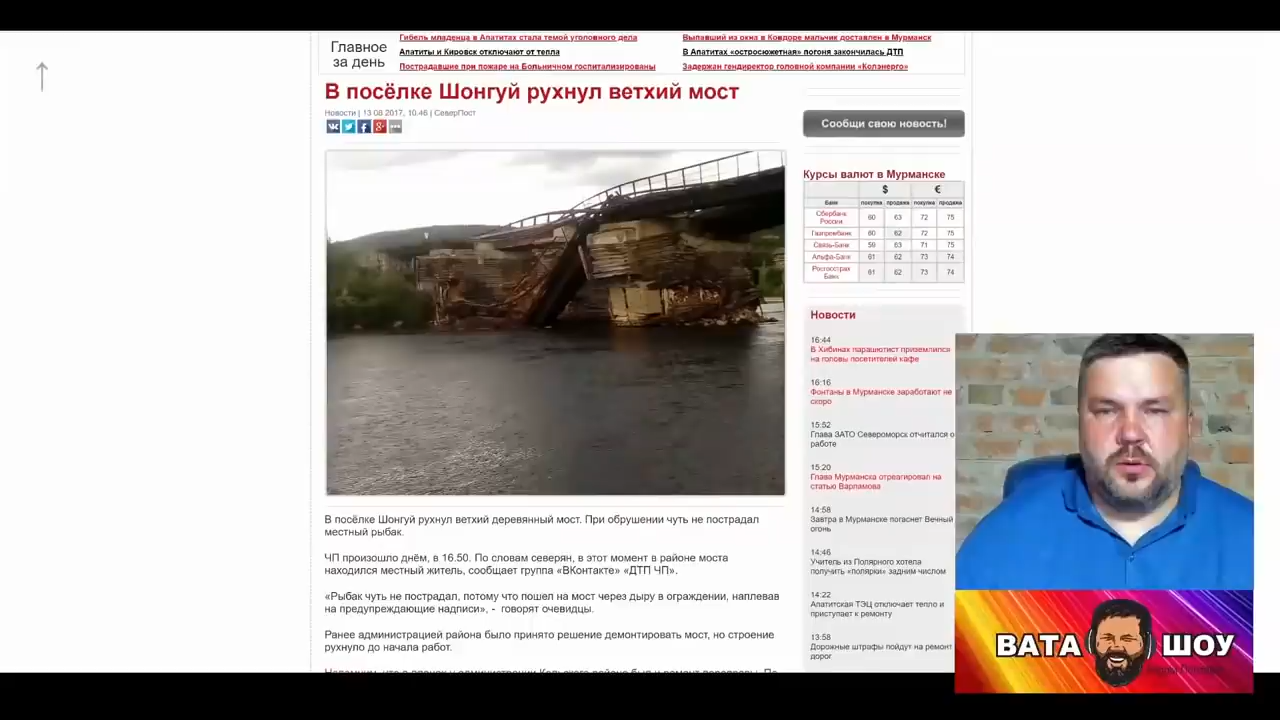 Главное
за день
Гибель младенца в Апатитах стала темой уголовного дела
Апатиты и Кировск отключают от тепла
Пострадавшие при пожаре на Больничном госпитализированы
Выпавший из окна в Кондоре мальчик доставлен в Мурманск
В Апатитах «остросюжетная» погоня закончилась ДТП
Задержан гендиректор головной компании «Колэнерго»
В посёлке Шонгуй рухнул ветхий мост
Новости | 13 08 2017, 10.46 | СеверПост
Сообщи свою новость!
Курсы валют в Мурманске
$ €
Банк покупка продажа покупка продажа
Сбербанк России 60 63 72 75
Газпромбанк 60 62 72 75
Связь-Банк 59 63 71 75
Альфа-Банк 61 62 73 74
Росгосстрах Банк 61 62 73 74
Новости
16:44
В Хибинах парашютист приземлился
на головы посетителей кафе
16:16
Фонтаны в Мурманске заработают не
скоро
15:52
Глава ЗАТО Североморск отчитался о
работе
15:20
Глава Мурманска отреагировал на
статью Варламова
14:58
Завтра в Мурманске погаснет Вечный
огонь
14:46
Учитель из Полярного хотела
получить «полярки» задним числом
14:22
Апатитская ТЭЦ отключает тепло и
приступает к ремонту
13:58
Дорожные штрафы пойдут на ремонт
дорог
В посёлке Шонгуй рухнул ветхий деревянный мост. При обрушении чуть не пострадал
местный рыбак.
ЧП произошло днём, в 16.50. По словам северян, в этот момент в районе моста
находился местный житель, сообщает группа «ВКонтакте» «ДТП ЧП».
«Рыбак чуть не пострадал, потому что пошел на мост через дыру в ограждении, наплевав
на предупреждающие надписи», - говорят очевидцы.
Ранее администрацией района было принято решение демонтировать мост, но строение
рухнуло до начала работ.
ВАТА ШОУ